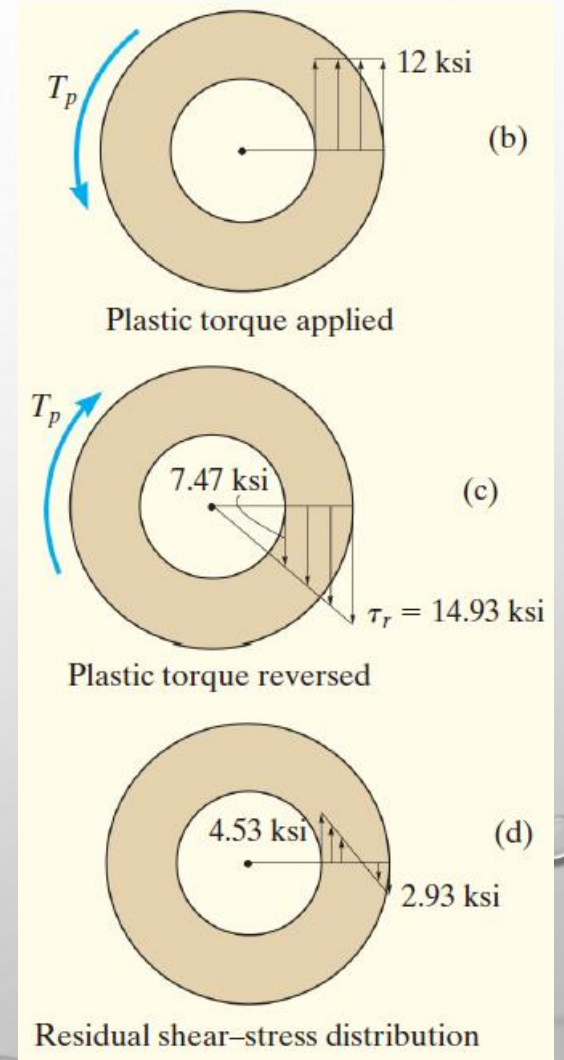 T_p
12 ksi
(b)
Plastic torque applied
T_p
7.47 ksi
(c)
τ_r = 14.93 ksi
Plastic torque reversed
4.53 ksi
(d)
2.93 ksi
Residual shear–stress distribution